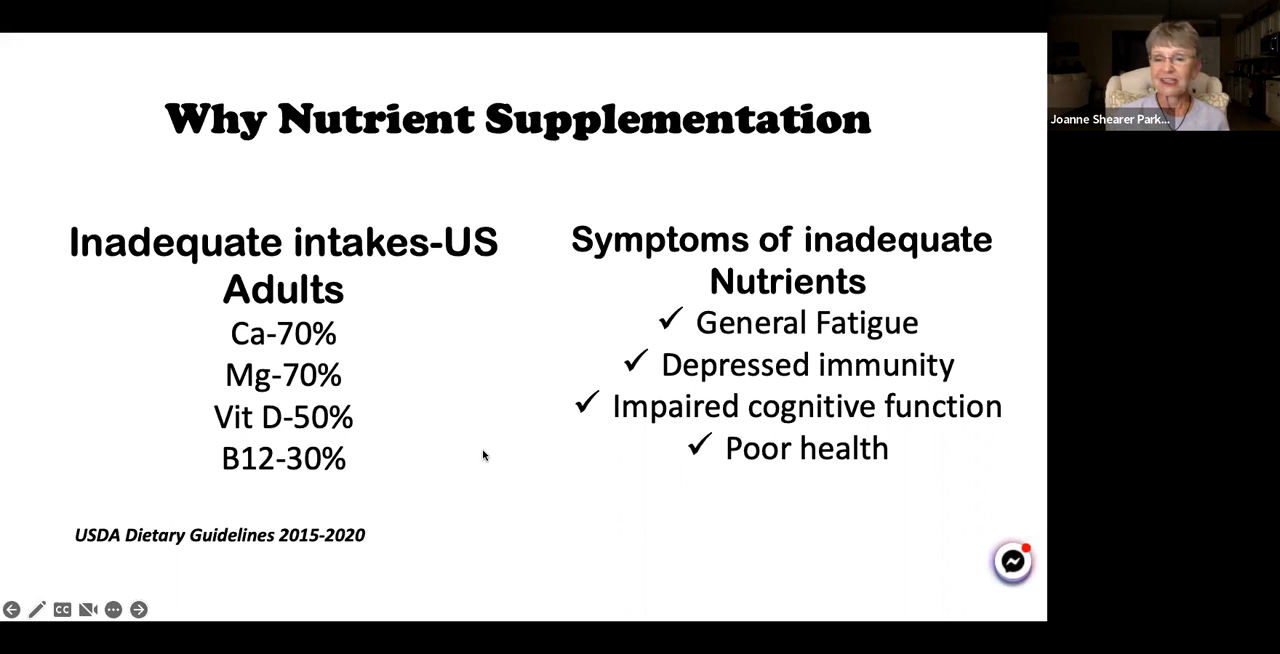 Why Nutrient Supplementation
Inadequate intakes-US
Adults
Ca-70%
Mg-70%
Vit D-50%
B12-30%
USDA Dietary Guidelines 2015-2020
Symptoms of inadequate
Nutrients
✓ General Fatigue
✓ Depressed immunity
✓ Impaired cognitive function
✓ Poor health
CC
Joanne Shearer Park...